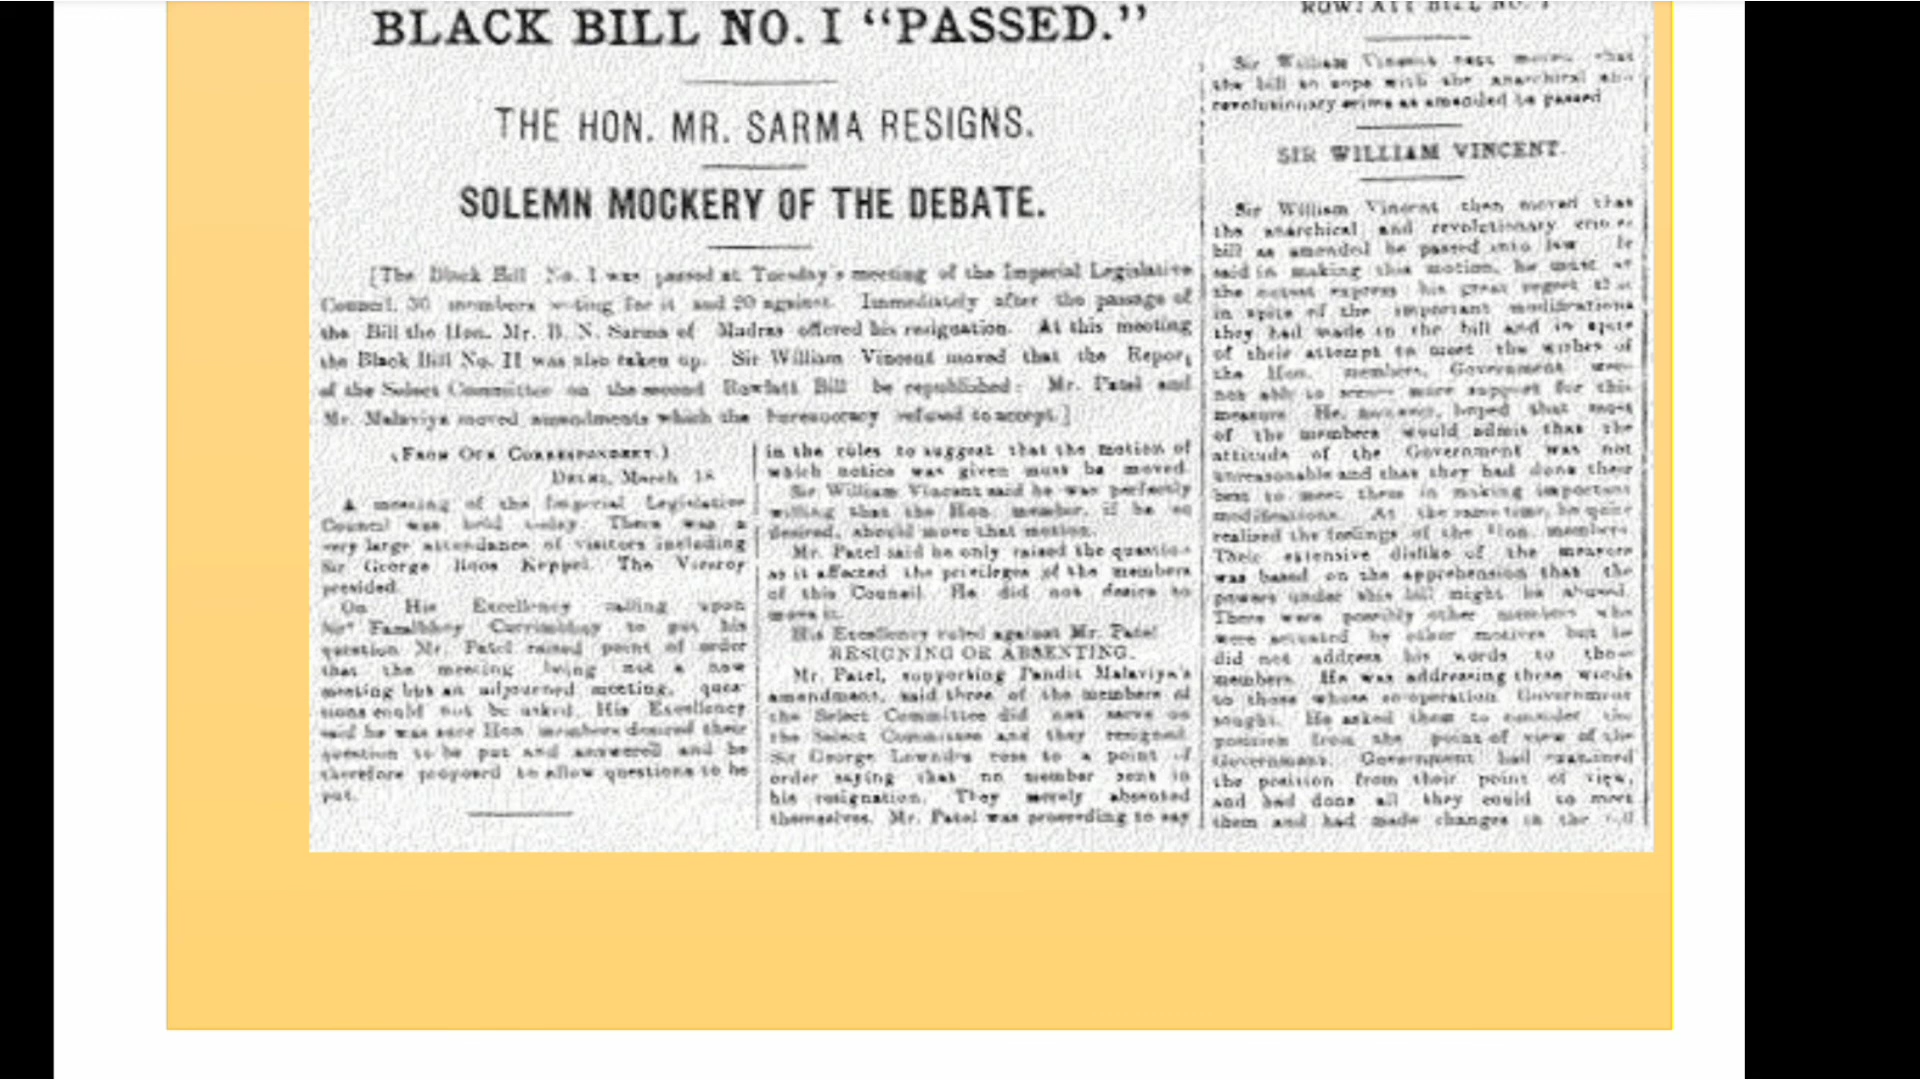 BLACK BILL NO. I “PASSED.”
THE HON. MR. SARMA RESIGNS.
SOLEMN MOCKERY OF THE DEBATE.
[The Black Bill No. I was passed at Tuesday's meeting of the Imperial Legislative
Council, 30 members voting for it and 20 against. Immediately after the passage of
the Bill the Hon. Mr. B. N. Sarma of Madras offered his resignation. At this meeting
the Black Bill No. II was also taken up. Sir William Vincent moved that the Report
of the Select Committee on the second Rowlatt Bill be republished: Mr. Patel and
Mr. Malaviya moved amendments which the bureaucracy refused to accept.]
(FROM OUR CORRESPONDENT.)
DELHI, March 18
A meeting of the Imperial Legislative
Council was held today. There was a
very large attendance of visitors including
Sir George Roos Keppel. The Viceroy
presided.
On His Excellency calling upon
Fazulbhoy Currimbhoy to put his
question Mr. Patel raised point of order
that the meeting being not a new
meeting but an adjourned meeting, ques-
tions could not be asked. His Excellency
said he was sure Hon. members desired their
question to be put and answered and he
therefore proposed to allow questions to be
put.
in the rules to suggest that the motion of
which notice was given must be moved.
Sir William Vincent said he was perfectly
willing that the Hon. member, if he so
desired, should move that motion.
Mr. Patel said he only raised the question
as it affected the privileges of the members
of this Council. He did not desire to
move it.
His Excellency ruled against Mr. Patel.
RESIGNING OR ABSENTING.
Mr. Patel, supporting Pandit Malaviya's
amendment, said three of the members of
the Select Committee did not serve on
the Select Committee and they resigned.
Sir George Lowndes rose to a point of
order saying that no member sent in
his resignation. They merely absented
themselves. Mr. Patel was proceeding to say
ROWLATT BILL NO. I
Sir William Vincent next moved that
the bill to cope with the anarchical and
revolutionary crime as amended be passed.
SIR WILLIAM VINCENT.
Sir William Vincent then moved that
the anarchical and revolutionary crimes
bill as amended be passed into law. He
said in making this motion, he must at
the outset express his great regret that
in spite of the important modifications
they had made in the bill and in spite
of their attempt to meet the wishes of
the Hon. members, Government were
not able to secure more support for this
measure. He, however, hoped that most
of the members would admit that the
attitude of the Government was not
unreasonable and that they had done their
best to meet them in making important
modifications. At the same time, he quite
realised the feelings of the Hon. members.
Their extensive dislike of the measure
was based on the apprehension that the
powers under this bill might be abused.
There were possibly other members who
were actuated by other motives but he
did not address his words to those
members. He was addressing these words
to those whose co-operation Government
sought. He asked them to consider the
position from the point of view of the
Government. Government had examined
the position from their point of view,
and had done all they could to meet
them and had made changes in the bill